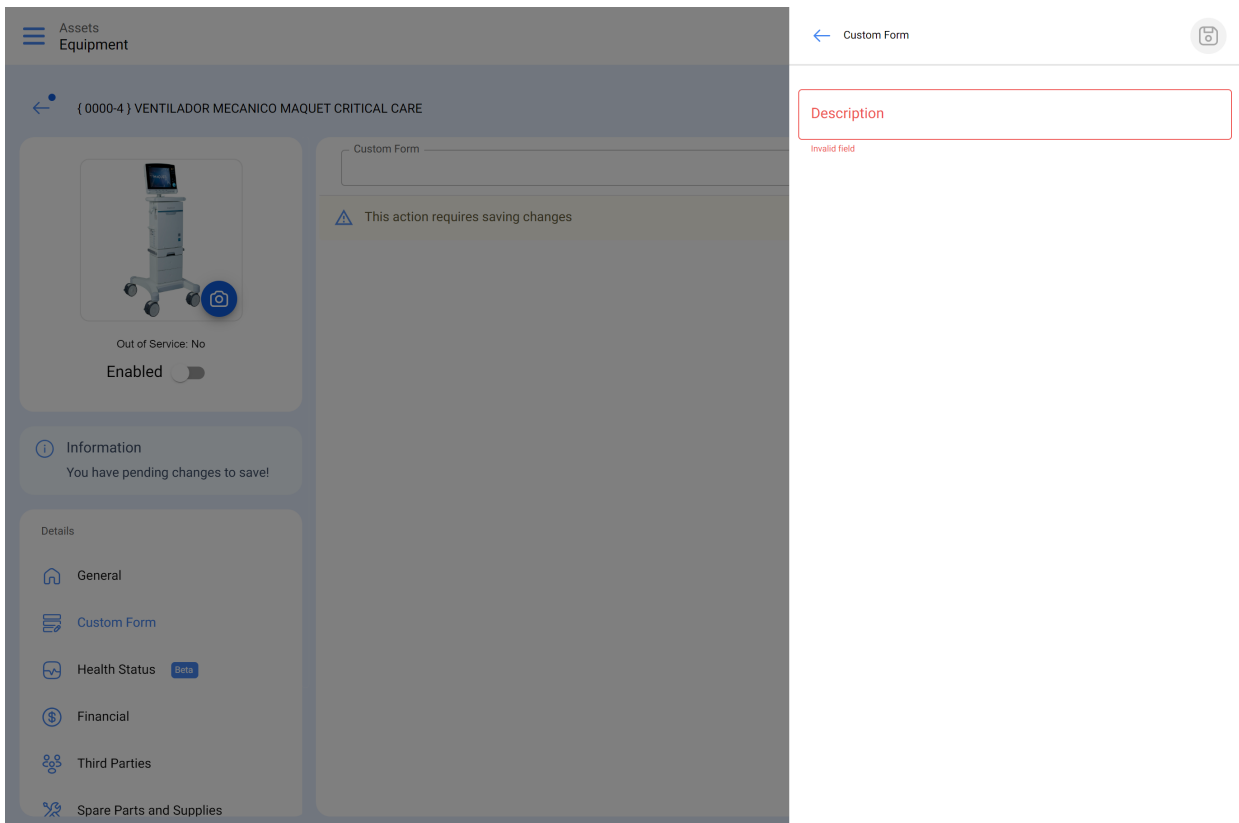 Assets
Equipment
{ 0000-4 } VENTILADOR MECANICO MAQUET CRITICAL CARE
Out of Service: No
Enabled
Information
You have pending changes to save!
Details
General
Custom Form
Health Status Beta
Financial
Third Parties
Spare Parts and Supplies
Custom Form
This action requires saving changes
Custom Form
Description
Invalid field